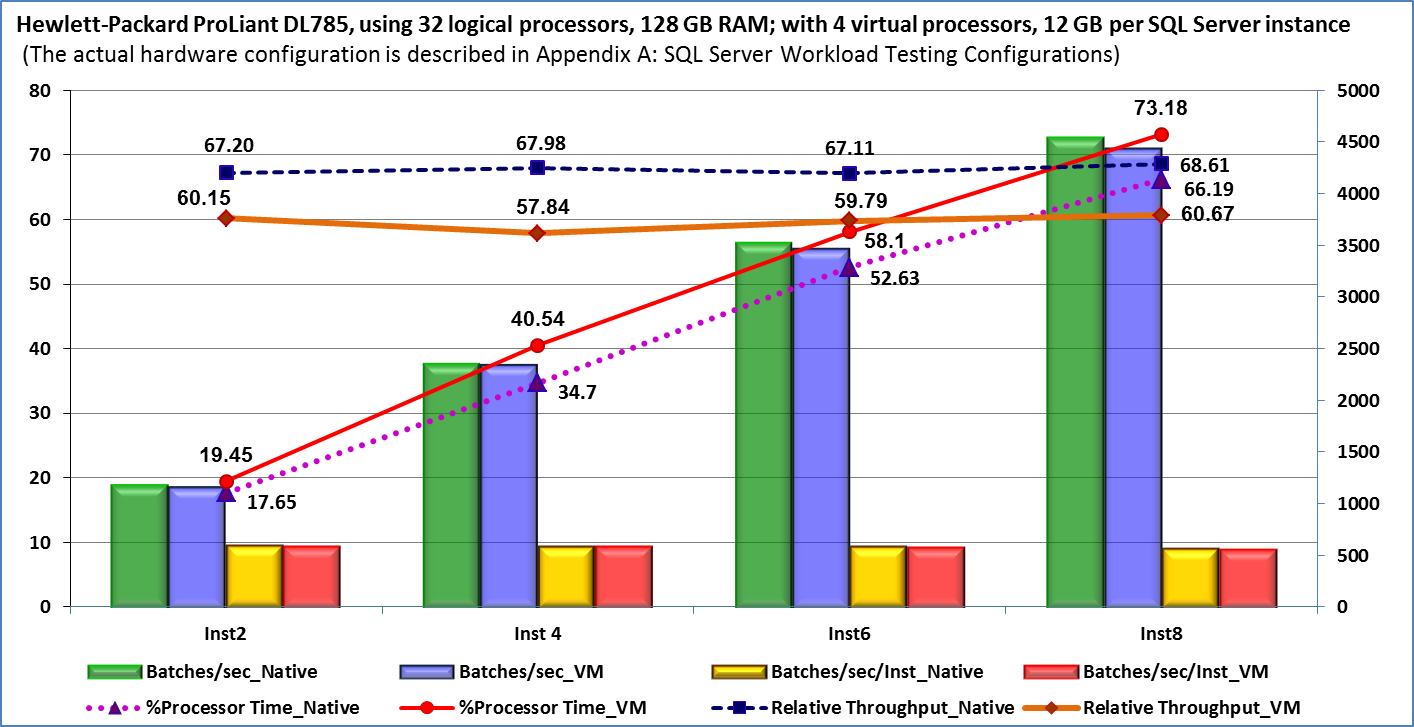 Hewlett-Packard ProLiant DL785, using 32 logical processors, 128 GB RAM; with 4 virtual processors, 12 GB per SQL Server instance
(The actual hardware configuration is described in Appendix A: SQL Server Workload Testing Configurations)
80
70
60
50
40
30
20
10
0
5000
4500
4000
3500
3000
2500
2000
1500
1000
500
0
67.20
67.98
67.11
68.61
60.15
57.84
59.79
60.67
19.45
40.54
58.1
73.18
17.65
34.7
52.63
66.19
Inst2
Inst 4
Inst6
Inst8
Batches/sec_Native
Batches/sec_VM
Batches/sec/Inst_Native
Batches/sec/Inst_VM
%Processor Time_Native
%Processor Time_VM
Relative Throughput_Native
Relative Throughput_VM